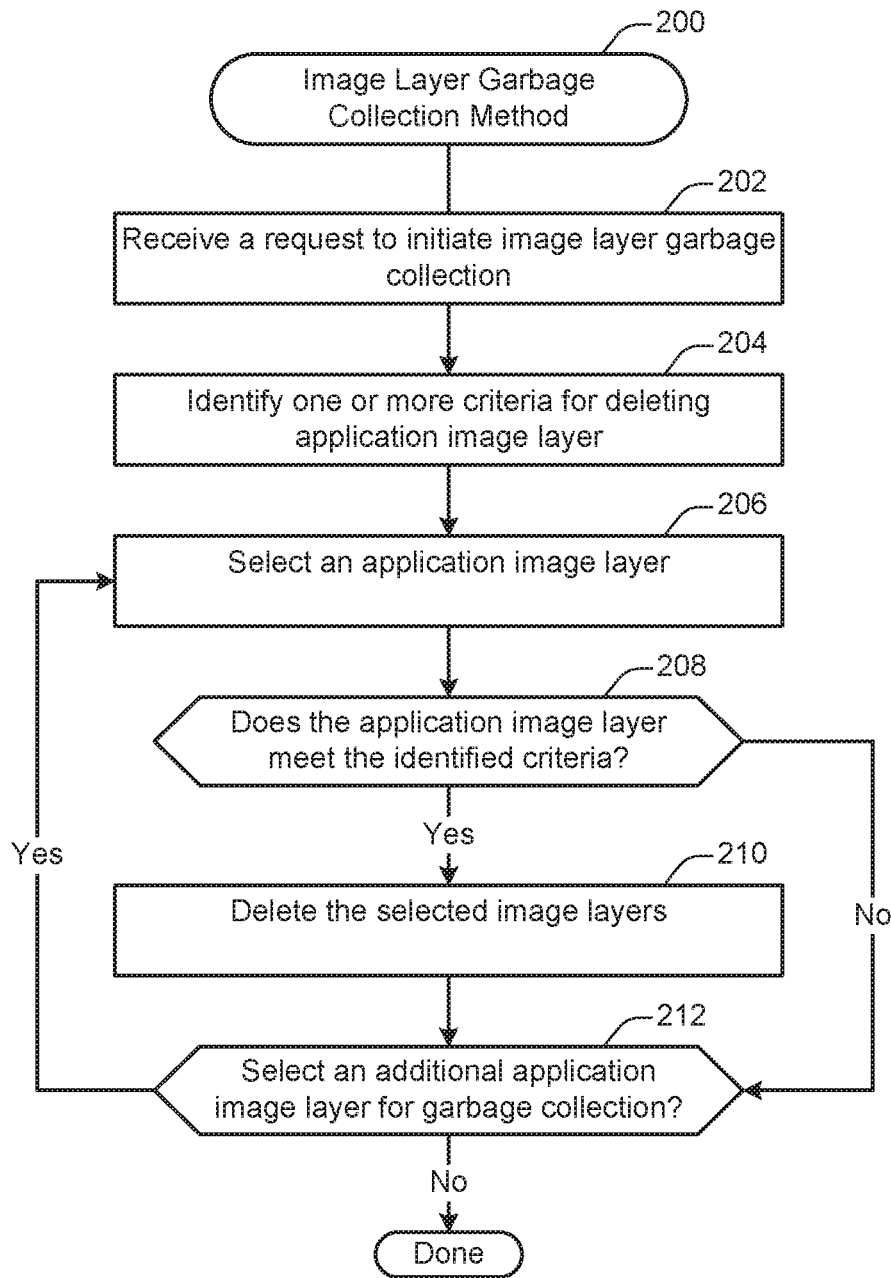 200
Image Layer Garbage
Collection Method
202
Receive a request to initiate image layer garbage
collection
204
Identify one or more criteria for deleting
application image layer
206
Select an application image layer
208
Does the application image layer
meet the identified criteria?
Yes
Yes
210
Delete the selected image layers
No
212
Select an additional application
image layer for garbage collection?
No
Done